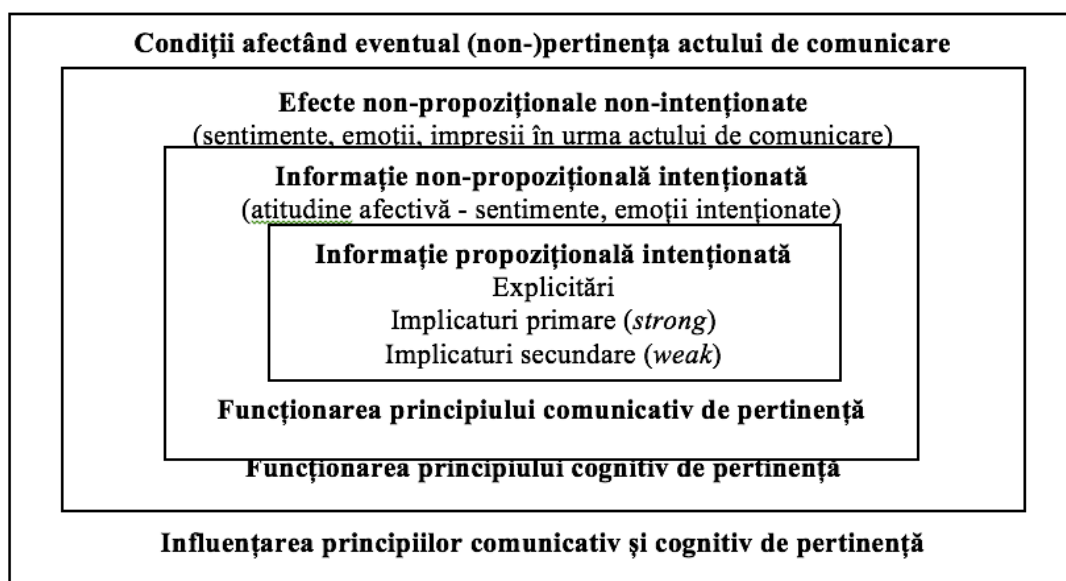 Condiții afectând eventual (non-)pertinența actului de comunicare
Efecte non-propoziționale non-intenționate
(sentimente, emoții, impresii în urma actului de comunicare)
Informație non-propozițională intenționată
(atitudine afectivă - sentimente, emoții intenționate)
Informație propozițională intenționată
Explicitări
Implicaturi primare (strong)
Implicaturi secundare (weak)
Funcționarea principiului comunicativ de pertinență
Funcționarea principiului cognitiv de pertinență
Influențarea principiilor comunicativ și cognitiv de pertinență